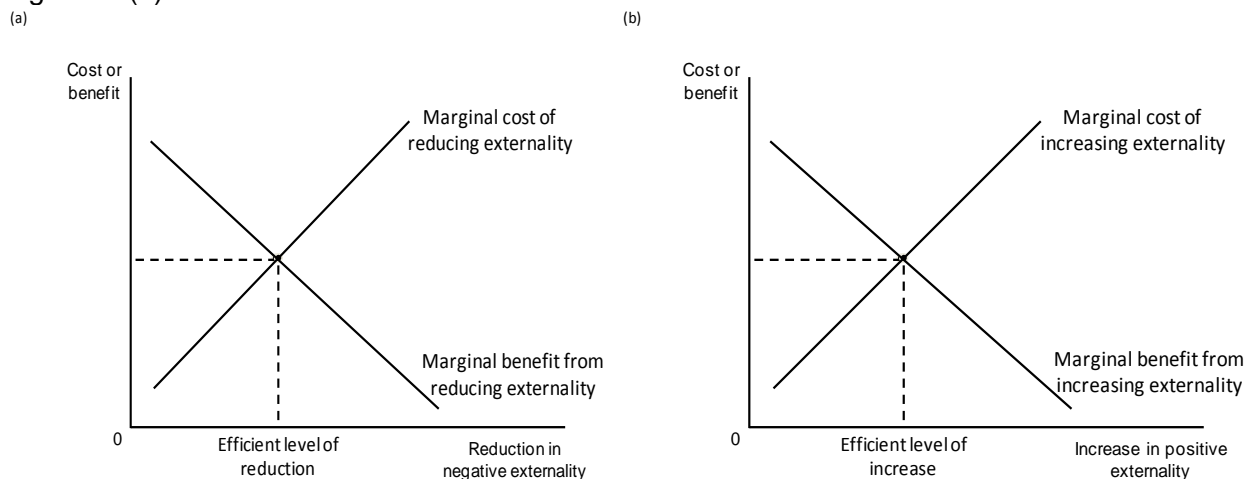 (a)
Cost or
benefit
Marginal cost of
reducing externality
Marginal benefit from
reducing externality
0
Efficient level of
reduction
Reduction in
negative externality
(b)
Cost or
benefit
Marginal cost of
increasing externality
Marginal benefit from
increasing externality
0
Efficient level of
increase
Increase in positive
externality